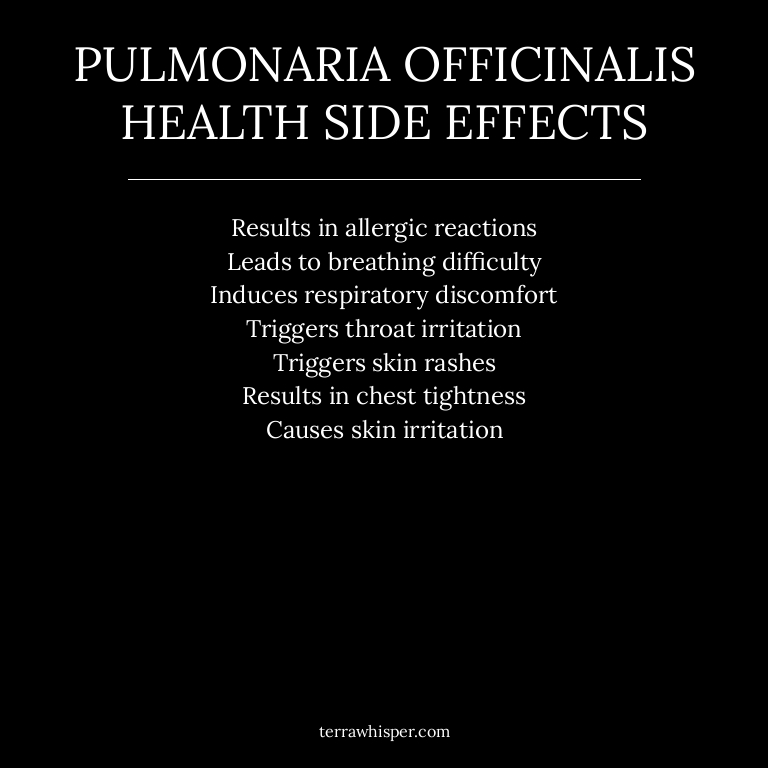 PULMONARIA OFFICINALIS
HEALTH SIDE EFFECTS
Results in allergic reactions
Leads to breathing difficulty
Induces respiratory discomfort
Triggers throat irritation
Triggers skin rashes
Results in chest tightness
Causes skin irritation
terrawhisper.com